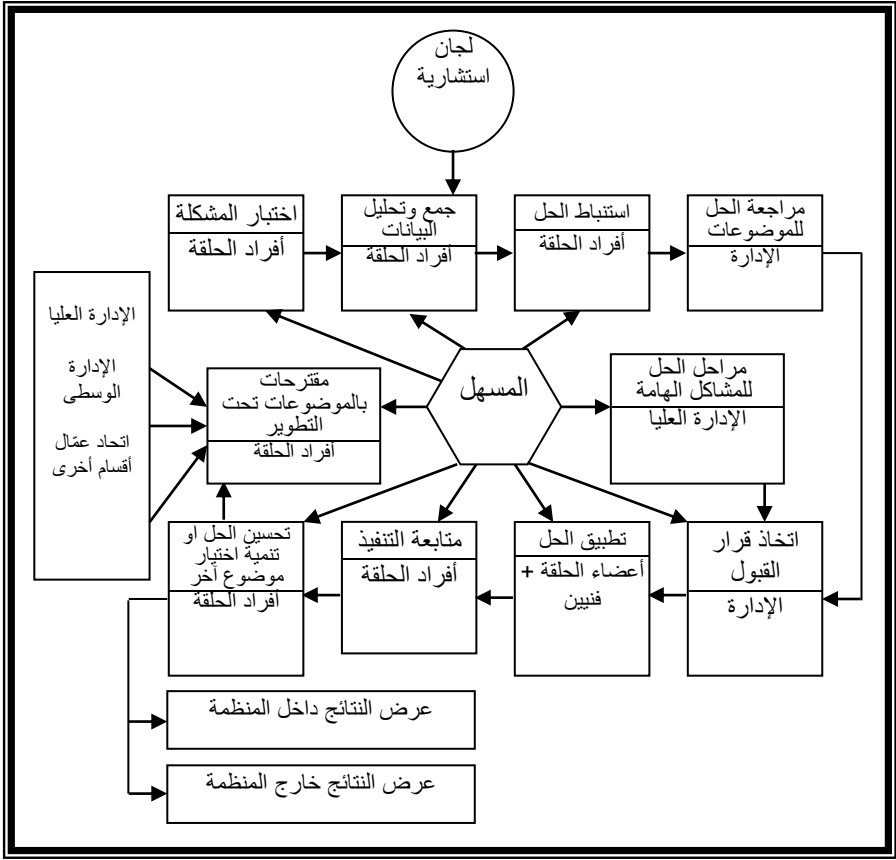 لجان
استشارية
اختبار المشكلة
أفراد الحلقة
جمع وتحليل
البيانات
أفراد الحلقة
استنباط الحل
أفراد الحلقة
مراجعة الحل
للموضوعات
الإدارة
الإدارة العليا
الإدارة
الوسطى
اتحاد عمّال
أقسام أخرى
مقترحات
بالموضوعات تحت
التطوير
أفراد الحلقة
المسهل
مراحل الحل
للمشاكل الهامة
الإدارة العليا
تحسين الحل او
تنمية اختيار
موضوع آخر
أفراد الحلقة
متابعة التنفيذ
أفراد الحلقة
تطبيق الحل
أعضاء الحلقة +
فنيين
اتخاذ قرار
القبول
الإدارة
عرض النتائج داخل المنظمة
عرض النتائج خارج المنظمة